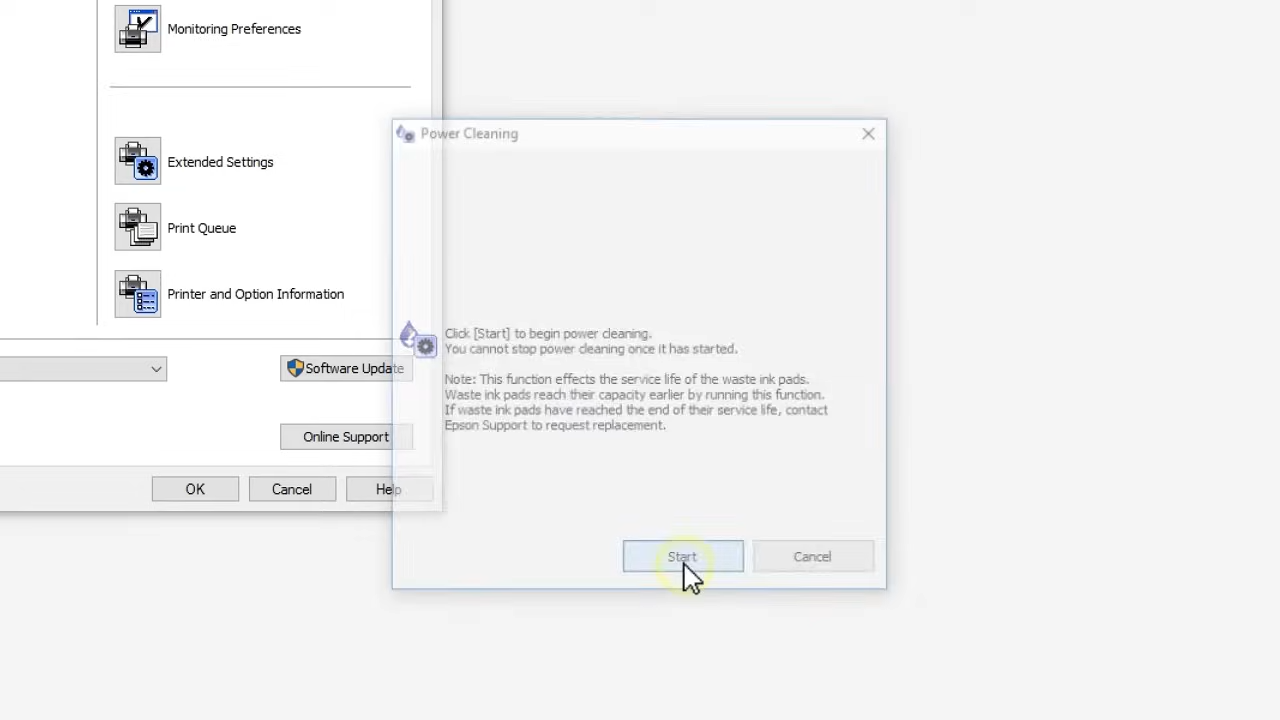 Monitoring Preferences
Extended Settings
Print Queue
Printer and Option Information
Software Update
Online Support
OK
Cancel
Help
Power Cleaning
Click [Start] to begin power cleaning.
You cannot stop power cleaning once it has started.
Note: This function effects the service life of the waste ink pads.
Waste ink pads reach their capacity earlier by running this function.
If waste ink pads have reached the end of their service life, contact
Epson Support to request replacement.
Start
Cancel